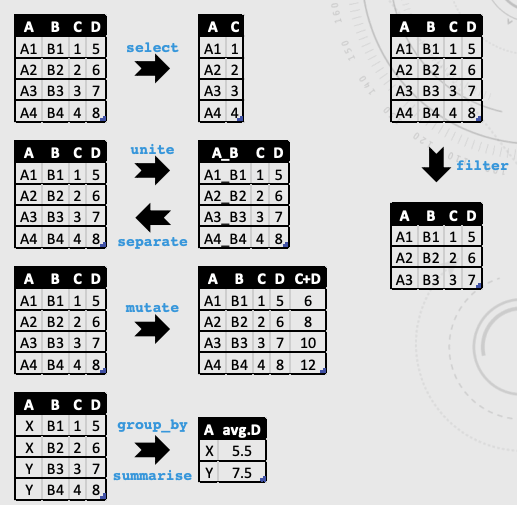 A B C D
A1 B1 1 5
A2 B2 2 6
A3 B3 3 7
A4 B4 4 8
select
A C
A1 1
A2 2
A3 3
A4 4
A B C D
A1 B1 1 5
A2 B2 2 6
A3 B3 3 7
A4 B4 4 8
filter
A B C D
A1 B1 1 5
A2 B2 2 6
A3 B3 3 7
A B C D
A1 B1 1 5
A2 B2 2 6
A3 B3 3 7
A4 B4 4 8
unite
separate
A_B C D
A1_B1 1 5
A2_B2 2 6
A3_B3 3 7
A4_B4 4 8
A B C D
A1 B1 1 5
A2 B2 2 6
A3 B3 3 7
A4 B4 4 8
mutate
A B C D C+D
A1 B1 1 5 6
A2 B2 2 6 8
A3 B3 3 7 10
A4 B4 4 8 12
A B C D
X B1 1 5
X B2 2 6
Y B3 3 7
Y B4 4 8
group_by
summarise
A avg.D
X 5.5
Y 7.5